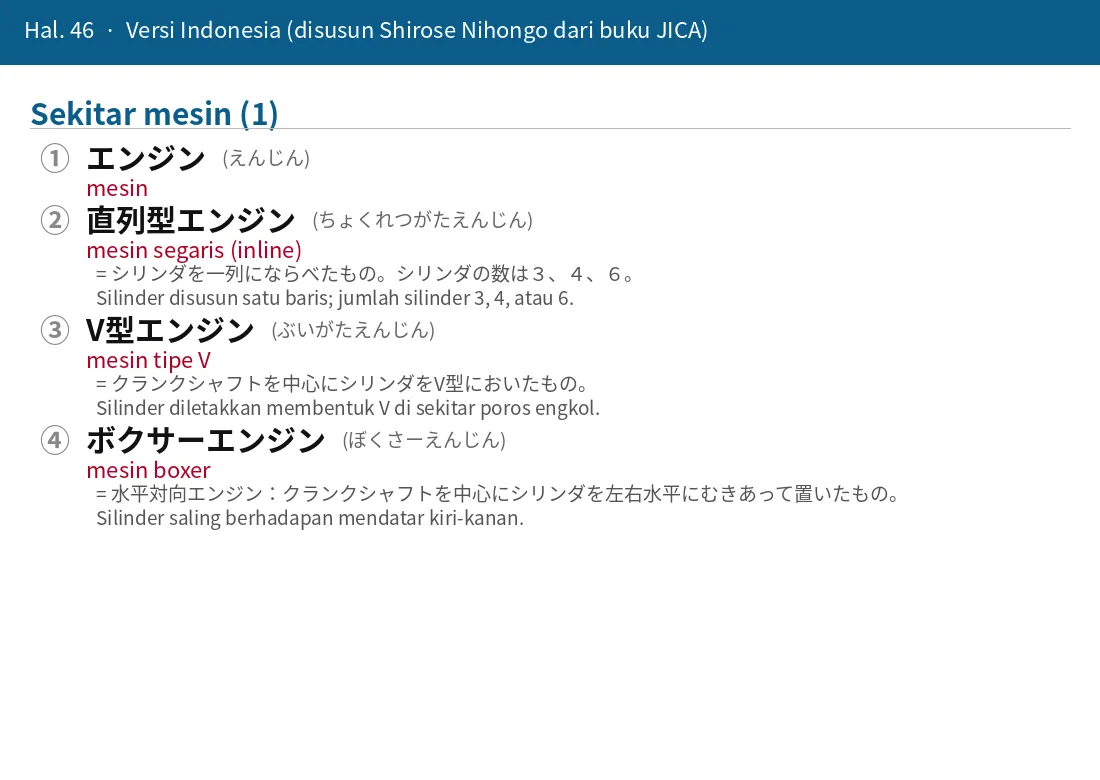 Hal. 46 · Versi Indonesia (disusun Shirose Nihongo dari buku JICA)
Sekitar mesin (1)
① エンジン (えんじん)
mesin
② 直列型エンジン (ちょくれつがたえんじん)
mesin segaris (inline)
= シリンダを一列にならべたもの。シリンダの数は３、４、６。
Silinder disusun satu baris; jumlah silinder 3, 4, atau 6.
③ V型エンジン (ぶいがたえんじん)
mesin tipe V
= クランクシャフトを中心にシリンダをV型においたもの。
Silinder diletakkan membentuk V di sekitar poros engkol.
④ ボクサーエンジン (ぼくさーえんじん)
mesin boxer
= 水平対向エンジン：クランクシャフトを中心にシリンダを左右水平にむきあって置いたもの。
Silinder saling berhadapan mendatar kiri-kanan.